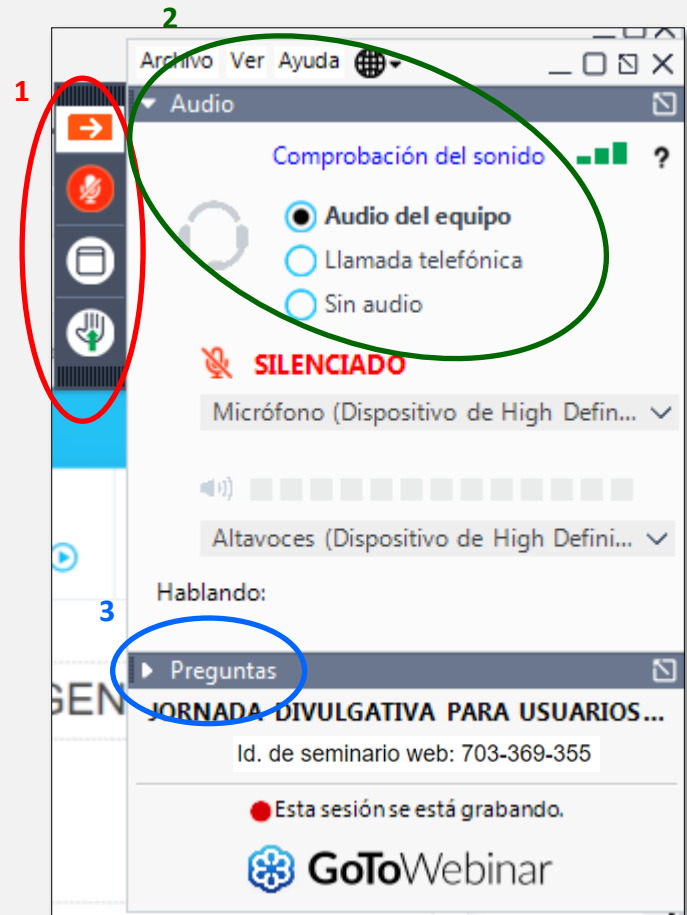 2
Archivo Ver Ayuda
1
Audio
Comprobación del sonido ?
Audio del equipo
Llamada telefónica
Sin audio
SILENCIADO
Micrófono (Dispositivo de High Defin...
Altavoces (Dispositivo de High Defini...
Hablando:
3
Preguntas
GEN
JORNADA DIVULGATIVA PARA USUARIOS...
Id. de seminario web: 703-369-355
Esta sesión se está grabando.
GoToWebinar